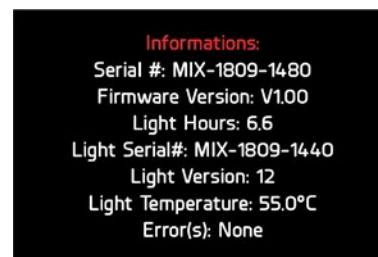 Informations:
Serial #: MIX-1809-1480
Firmware Version: V1.00
Light Hours: 6.6
Light Serial#: MIX-1809-1440
Light Version: 12
Light Temperature: 55.0°C
Error(s): None